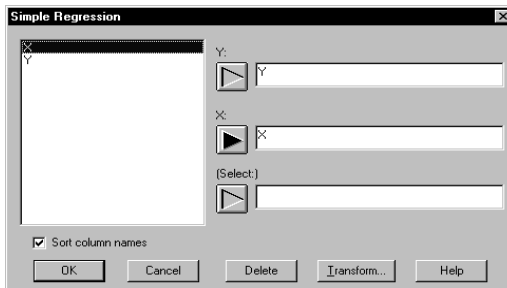 Simple Regression
X
Y
Y:
Y
X:
X
(Select:)
Sort column names
OK
Cancel
Delete
Transform...
Help